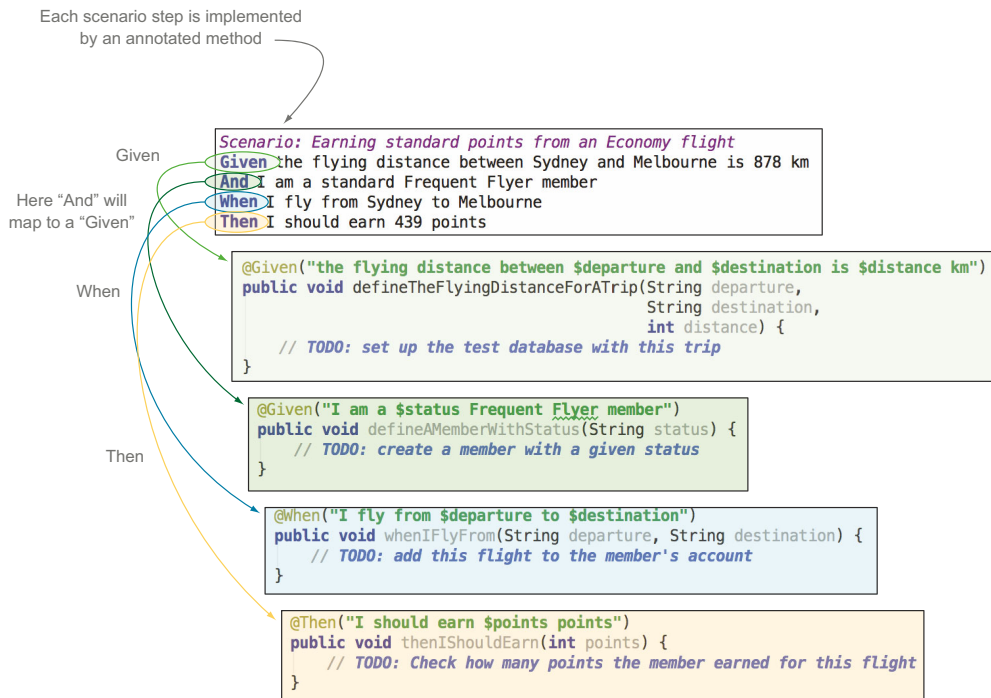 Each scenario step is implemented
by an annotated method
Scenario: Earning standard points from an Economy flight
Given the flying distance between Sydney and Melbourne is 878 km
And I am a standard Frequent Flyer member
When I fly from Sydney to Melbourne
Then I should earn 439 points
Given
Here “And” will
map to a “Given”
When
Then
@Given("the flying distance between $departure and $destination is $distance km")
public void defineTheFlyingDistanceForATrip(String departure,
String destination,
int distance) {
// TODO: set up the test database with this trip
}
@Given("I am a $status Frequent Flyer member")
public void defineAMemberWithStatus(String status) {
// TODO: create a member with a given status
}
@When("I fly from $departure to $destination")
public void whenIFlyFrom(String departure, String destination) {
// TODO: add this flight to the member's account
}
@Then("I should earn $points points")
public void thenIShouldEarn(int points) {
// TODO: Check how many points the member earned for this flight
}